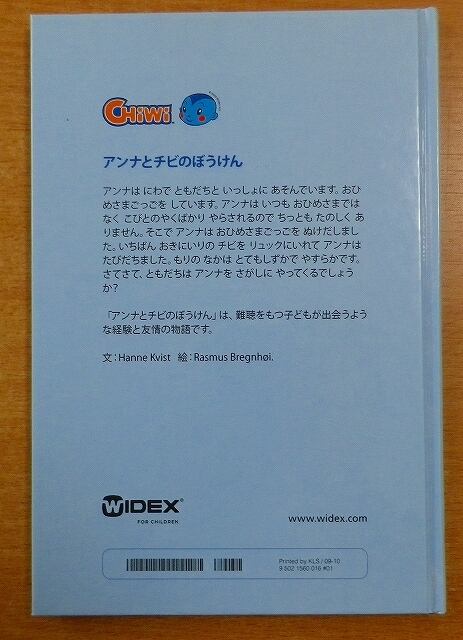 CHiWi™
アンナとチビのぼうけん
アンナは にわで ともだちと いっしょに あそんでいます。おひ
めさまごっごを しています。アンナは いつも おひめさまでは
なく こびとのやくばかり やらされるので ちっとも たのしく あ
りません。そこで アンナは おひめさまごっごを ぬけだしまし
た。いちばん おきにいりの チビを リュックにいれて アンナは
たびだちました。もりの なかは とてもしずかで やすらかです。
さてさて、ともだちは アンナを さがしに やってくるでしょう
か?
「アンナとチビのぼうけん」は、難聴をもつ子どもが出会うよう
な経験と友情の物語です。
文:Hanne Kvist 絵:Rasmus Bregnhøi.
WIDEX®
FOR CHILDREN
www.widex.com
Printed by KLS / 09-10
9 502 1560 016 #01